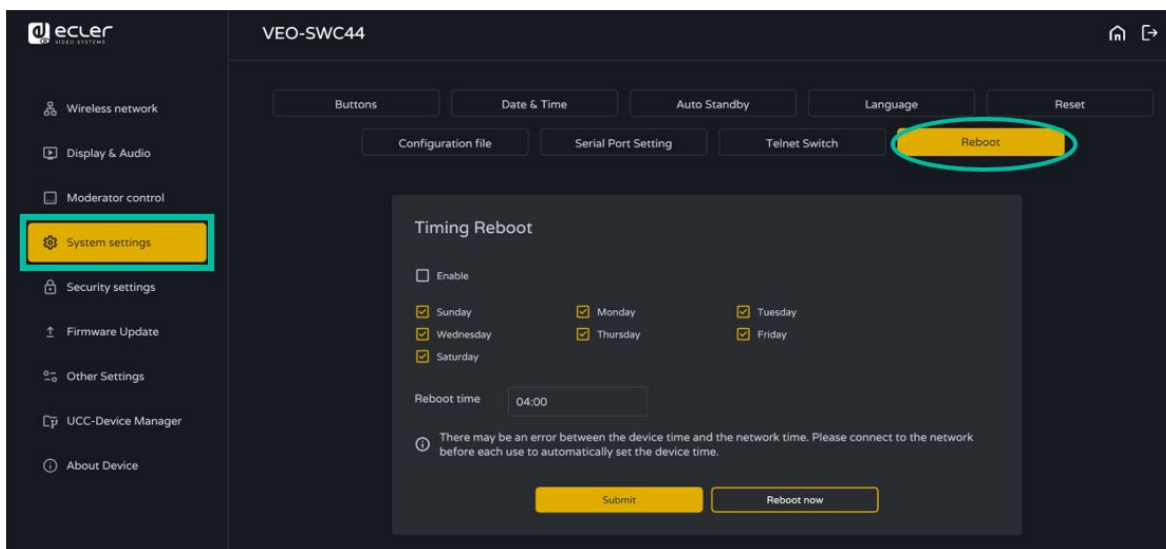 ecler
VIDEO SYSTEMS
VEO-SWC44
Wireless network
Display & Audio
Moderator control
System settings
Security settings
Firmware Update
Other Settings
UCC-Device Manager
About Device
Buttons
Date & Time
Auto Standby
Language
Reset
Configuration file
Serial Port Setting
Telnet Switch
Reboot
Timing Reboot
Enable
Sunday
Monday
Tuesday
Wednesday
Thursday
Friday
Saturday
Reboot time
04:00
There may be an error between the device time and the network time. Please connect to the network
before each use to automatically set the device time.
Submit
Reboot now